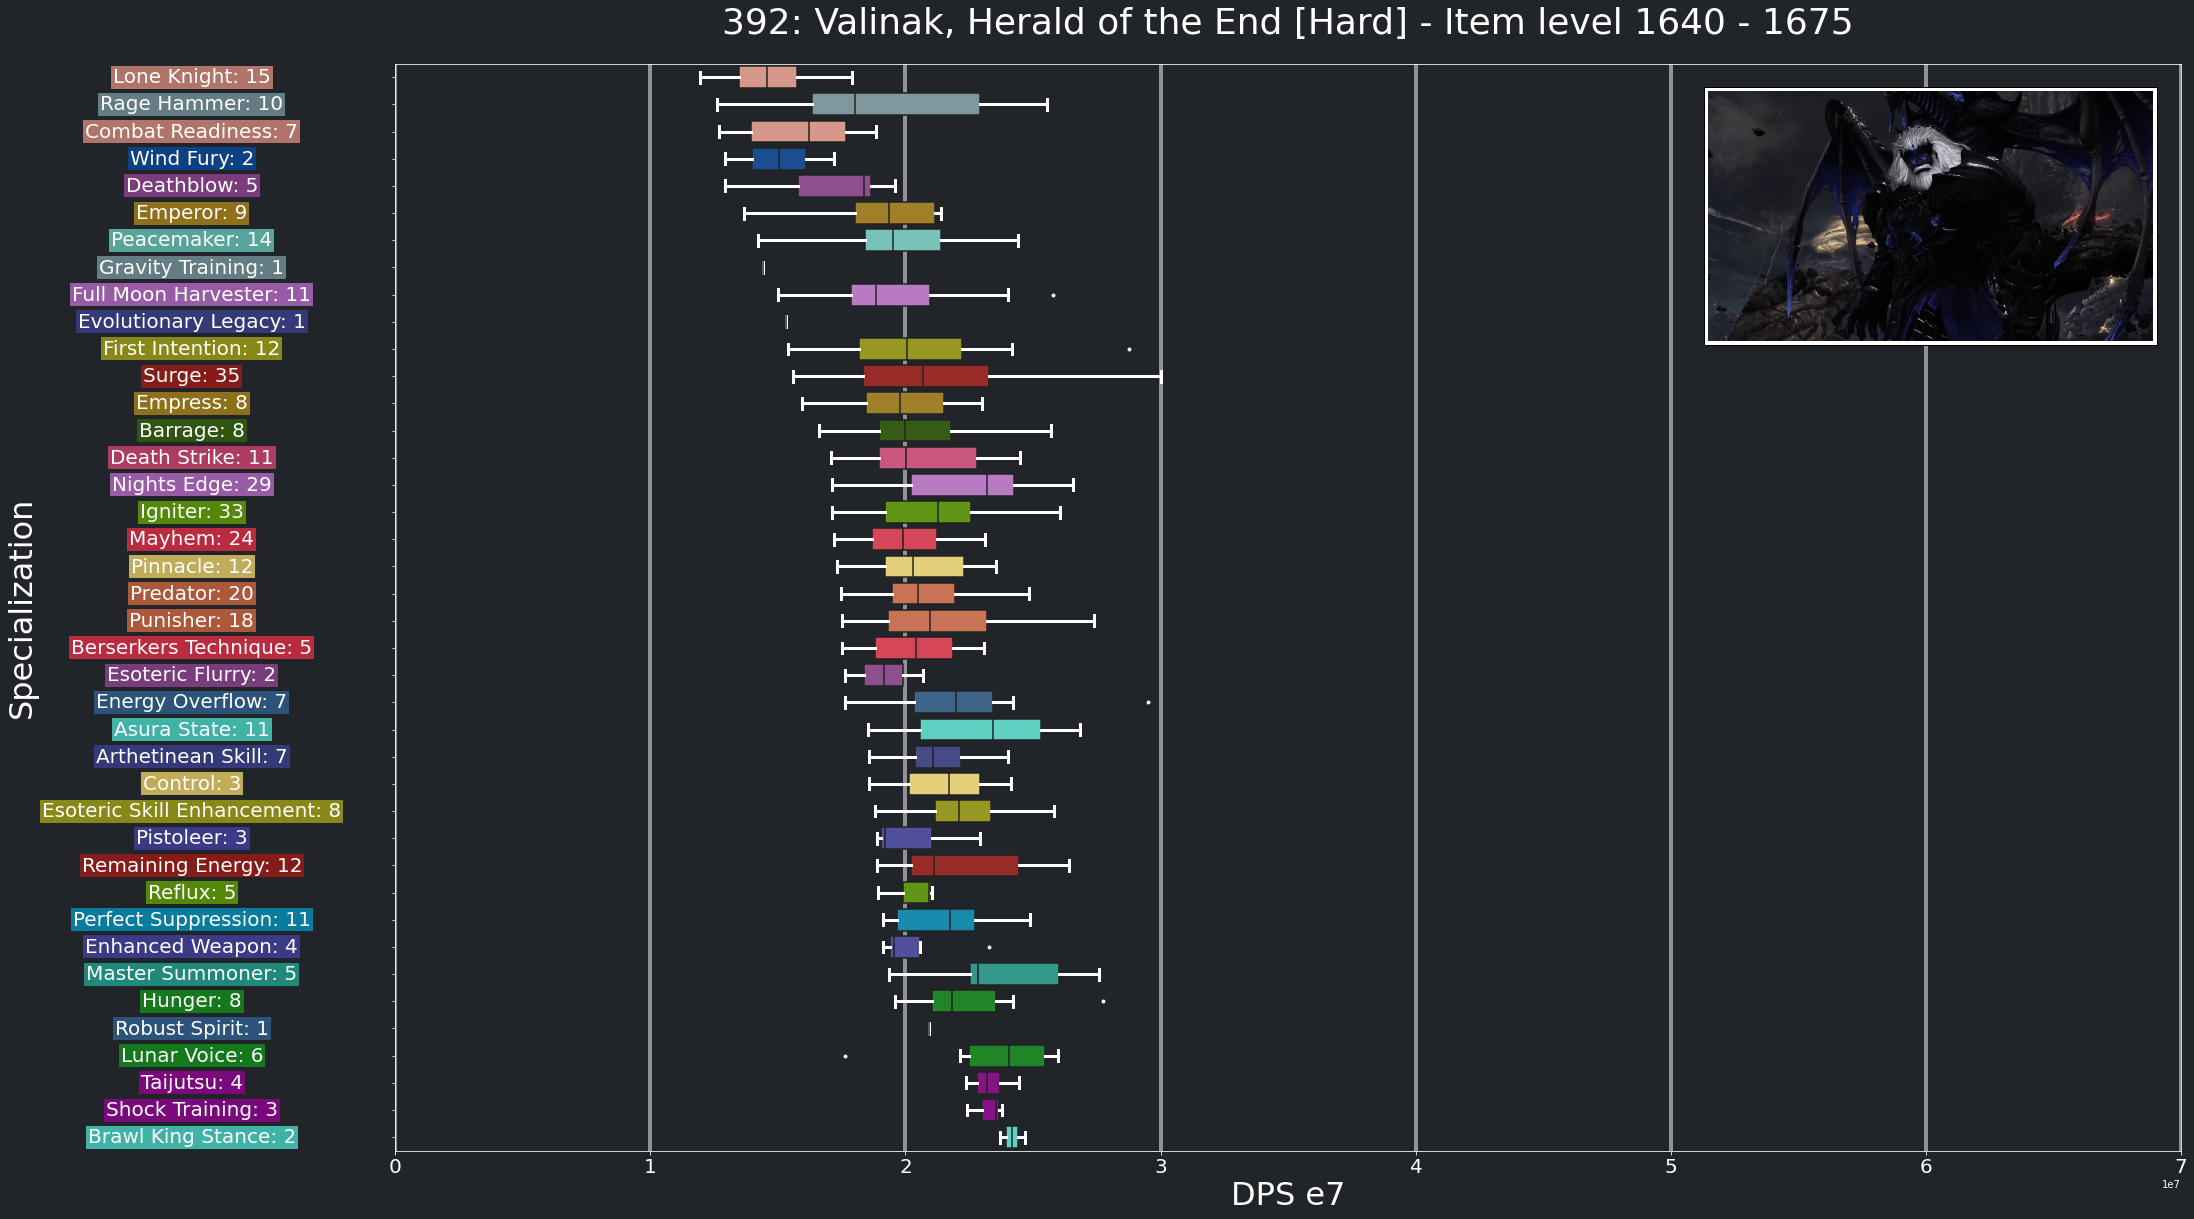 392: Valinak, Herald of the End [Hard] - Item level 1640 - 1675
Specialization
Lone Knight: 15
Rage Hammer: 10
Combat Readiness: 7
Wind Fury: 2
Deathblow: 5
Emperor: 9
Peacemaker: 14
Gravity Training: 1
Full Moon Harvester: 11
Evolutionary Legacy: 1
First Intention: 12
Surge: 35
Empress: 8
Barrage: 8
Death Strike: 11
Nights Edge: 29
Igniter: 33
Mayhem: 24
Pinnacle: 12
Predator: 20
Punisher: 18
Berserkers Technique: 5
Esoteric Flurry: 2
Energy Overflow: 7
Asura State: 11
Arthetinean Skill: 7
Control: 3
Esoteric Skill Enhancement: 8
Pistoleer: 3
Remaining Energy: 12
Reflux: 5
Perfect Suppression: 11
Enhanced Weapon: 4
Master Summoner: 5
Hunger: 8
Robust Spirit: 1
Lunar Voice: 6
Taijutsu: 4
Shock Training: 3
Brawl King Stance: 2
0 1 2 3 4 5 6 7
1e7
DPS e7